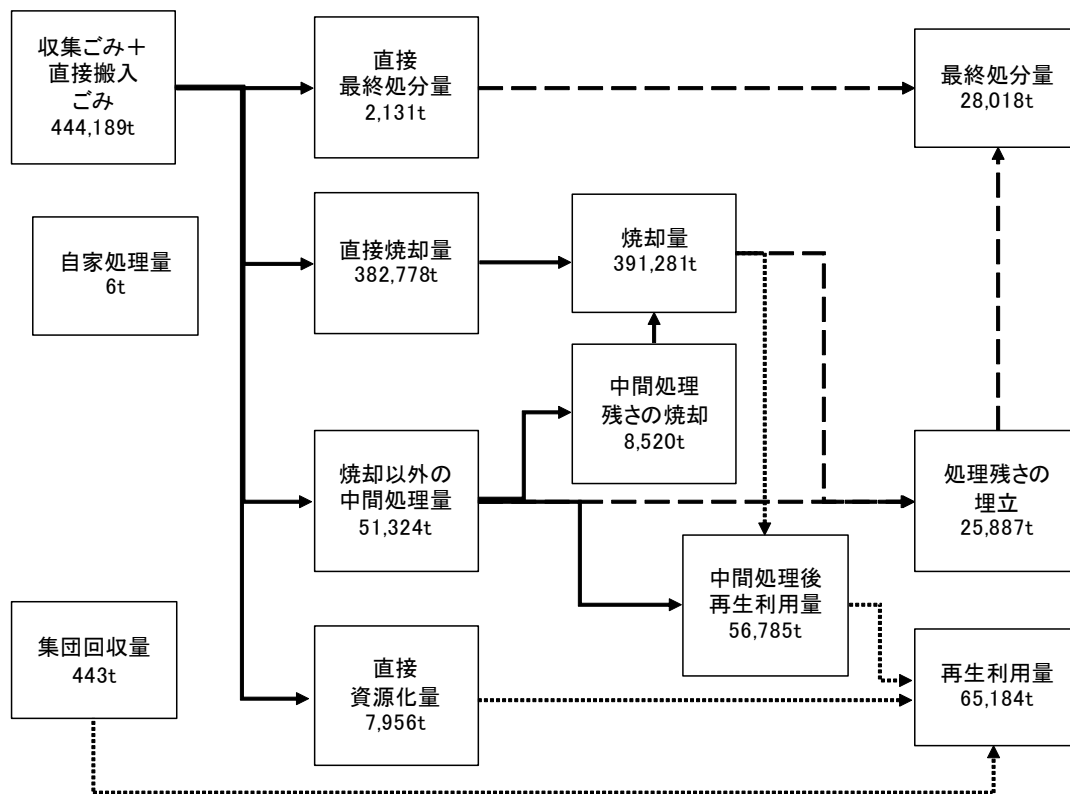 収集ごみ＋
直接搬入
ごみ
444,189t
直接
最終処分量
2,131t
最終処分量
28,018t
自家処理量
6t
直接焼却量
382,778t
焼却量
391,281t
中間処理
残さの焼却
8,520t
焼却以外の
中間処理量
51,324t
処理残さの
埋立
25,887t
中間処理後
再生利用量
56,785t
集団回収量
443t
直接
資源化量
7,956t
再生利用量
65,184t